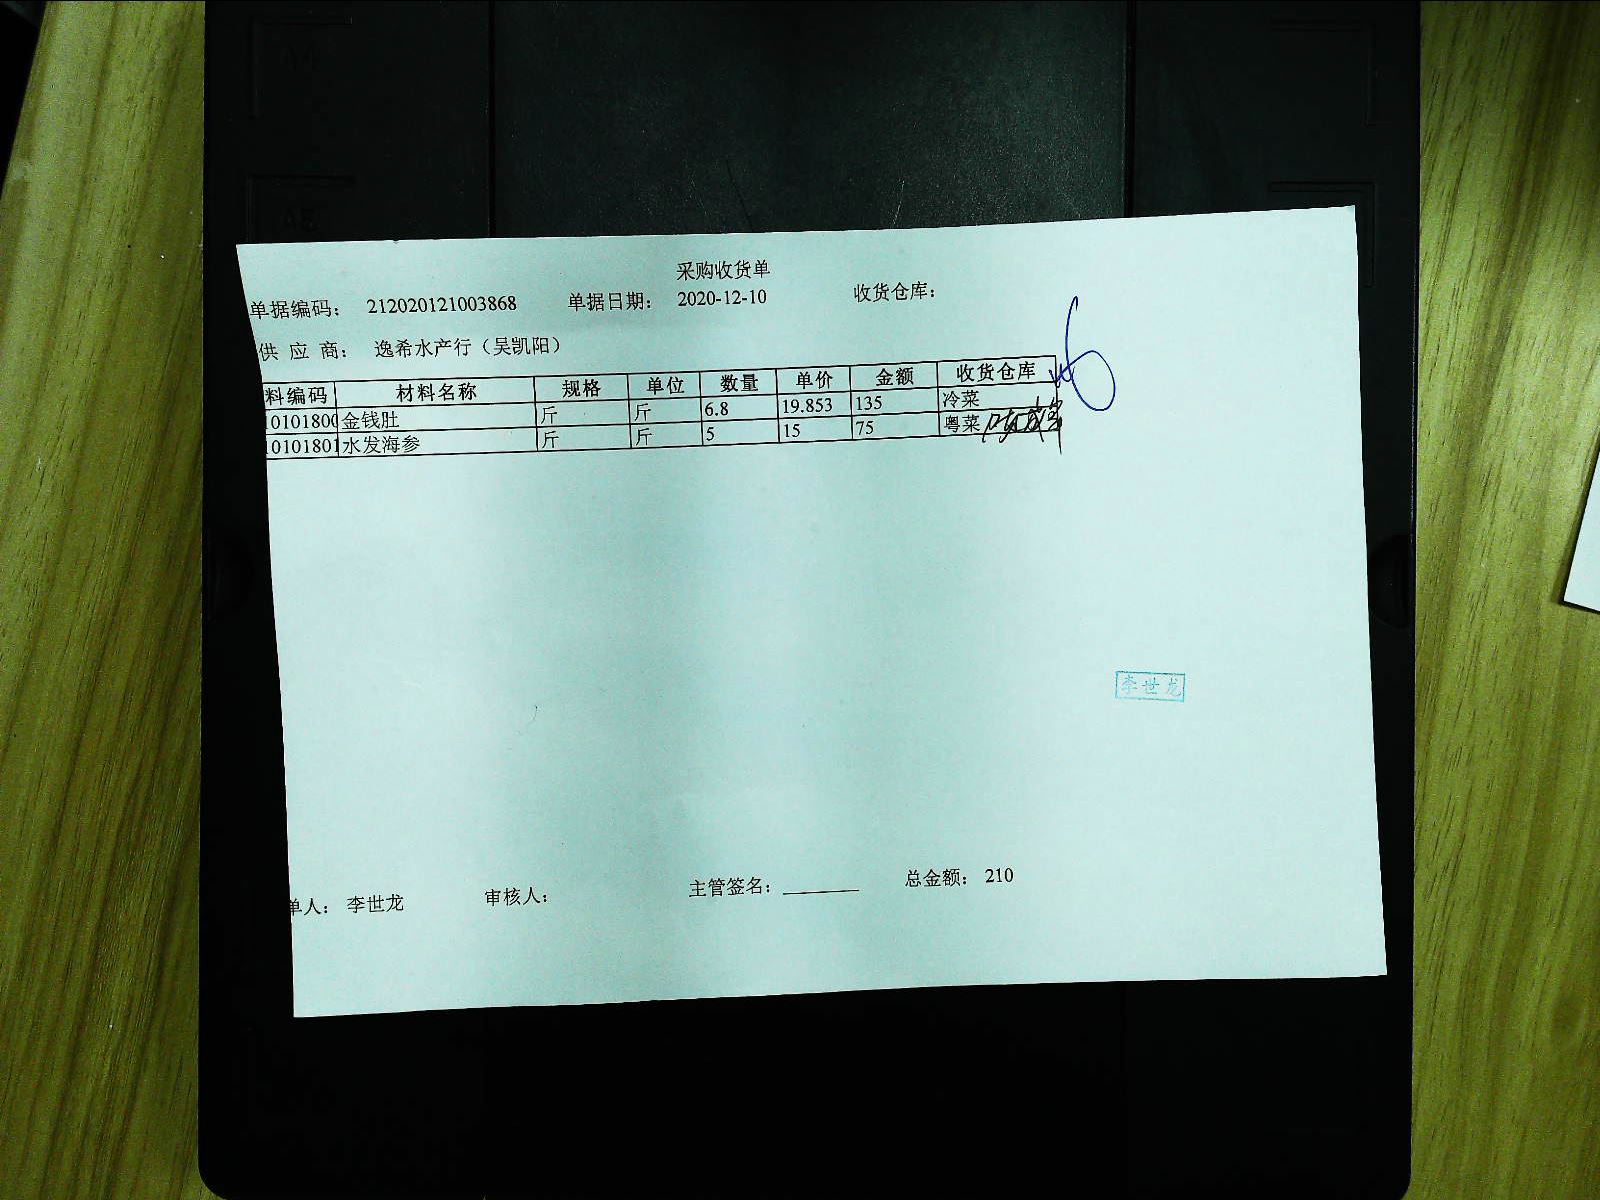 采购收货单
单据编码： 212020121003868 单据日期： 2020-12-10 收货仓库：
供 应 商： 逸希水产行（吴凯阳）
料编码 材料名称 规格 单位 数量 单价 金额 收货仓库
10101800 金钱肚 斤 斤 6.8 19.853 135 冷菜
10101801 水发海参 斤 斤 5 15 75 粤菜
李世龙
单人： 李世龙 审核人： 主管签名： 总金额： 210